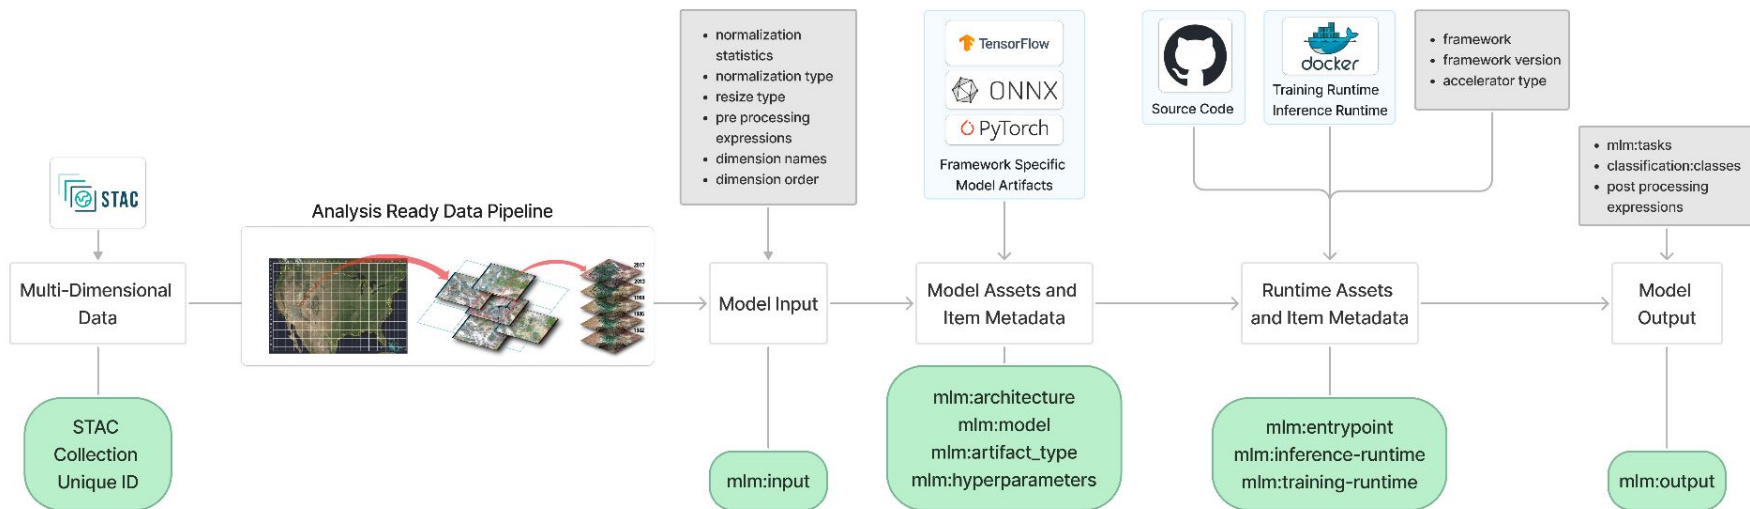 STAC
Multi-Dimensional
Data
STAC
Collection
Unique ID
Analysis Ready Data Pipeline
2017
• normalization
statistics
• normalization type
• resize type
• pre processing
expressions
• dimension names
• dimension order
Model Input
mlm:input
TensorFlow
ONNX
PyTorch
Framework Specific
Model Artifacts
Model Assets and
Item Metadata
mlm:architecture
mlm:model
mlm:artifact_type
mlm:hyperparameters
Source Code
docker
Training Runtime
Inference Runtime
• framework
• framework version
• accelerator type
Runtime Assets
and Item Metadata
mlm:entrypoint
mlm:inference-runtime
mlm:training-runtime
• mlm:tasks
• classification:classes
• post processing
expressions
Model
Output
mlm:output